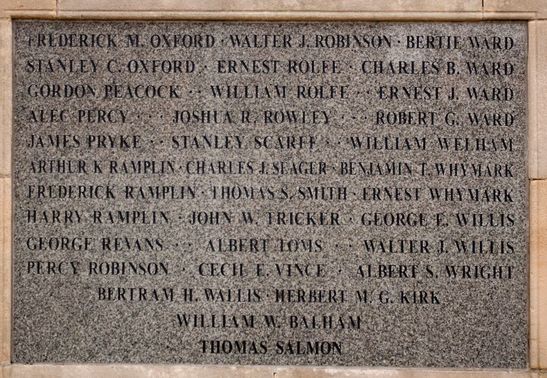 FREDERICK M. OXFORD · WALTER J. ROBINSON · BERTIE WARD
STANLEY C. OXFORD · ERNEST ROLFE · CHARLES B. WARD
GORDON PEACOCK · · WILLIAM ROLFE · · ERNEST J. WARD
ALEC PERCY · · · JOSHUA R. ROWLEY · · · ROBERT G. WARD
JAMES PRYKE · · STANLEY SCARFF · · WILLIAM WELHAM
ARTHUR K RAMPLIN · CHARLES J. SEAGER · BENJAMIN T. WHYMARK
FREDERICK RAMPLIN · THOMAS S. SMITH · ERNEST WHYMARK
HARRY RAMPLIN · JOHN W. TRICKER · GEORGE E. WILLIS
GEORGE REVANS · · ALBERT TOMS · · WALTER J. WILLIS
PERCY ROBINSON · CECIL E. VINCE · ALBERT S. WRIGHT
BERTRAM H. WALLIS · HERBERT M. G. KIRK
WILLIAM W. BALHAM
THOMAS SALMON